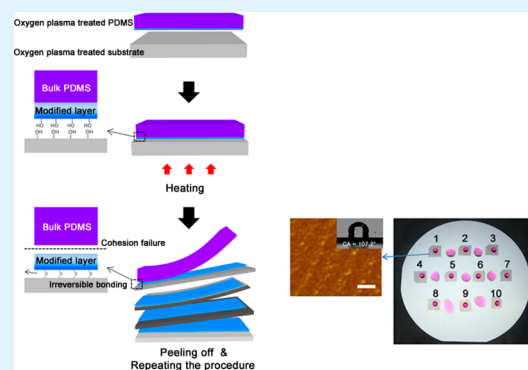 Oxygen plasma treated PDMS
Oxygen plasma treated substrate
Bulk PDMS
Modified layer
HO HO HO HO
OH OH OH OH
Heating
Bulk PDMS
Cohesion failure
Modified layer
Irreversible bonding
Peeling off &
Repeating the procedure
CA = 107.2°
1 2 3
4 5 6 7
8 9 10